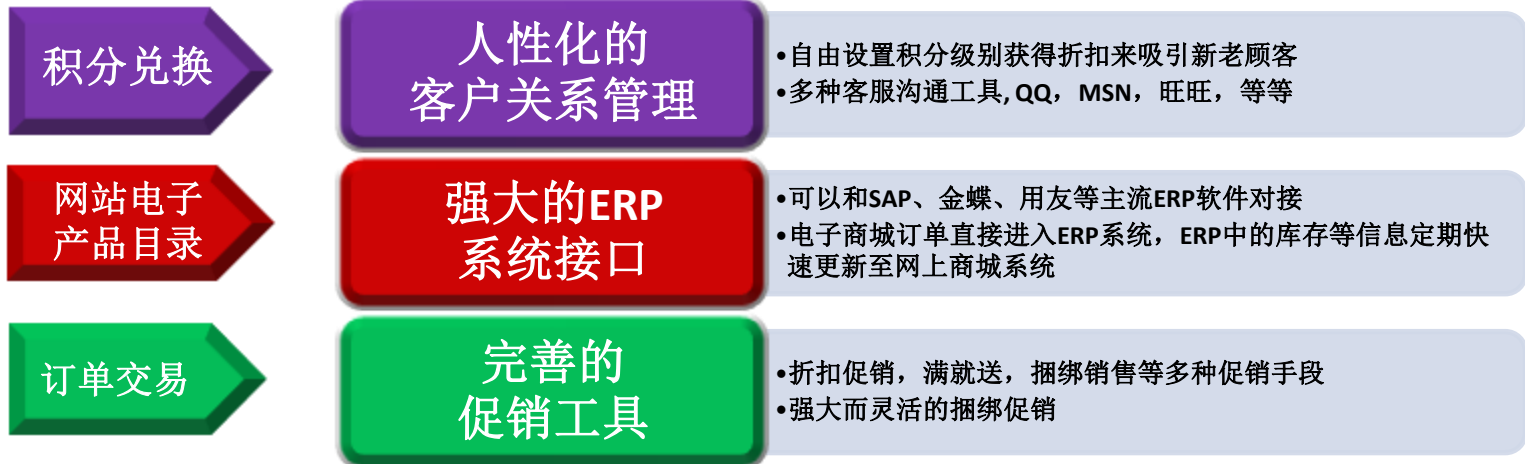 积分兑换
人性化的
客户关系管理
•自由设置积分级别获得折扣来吸引新老顾客
•多种客服沟通工具, QQ，MSN，旺旺，等等
网站电子
产品目录
强大的ERP
系统接口
•可以和SAP、金蝶、用友等主流ERP软件对接
•电子商城订单直接进入ERP系统，ERP中的库存等信息定期快
速更新至网上商城系统
订单交易
完善的
促销工具
•折扣促销，满就送，捆绑销售等多种促销手段
•强大而灵活的捆绑促销